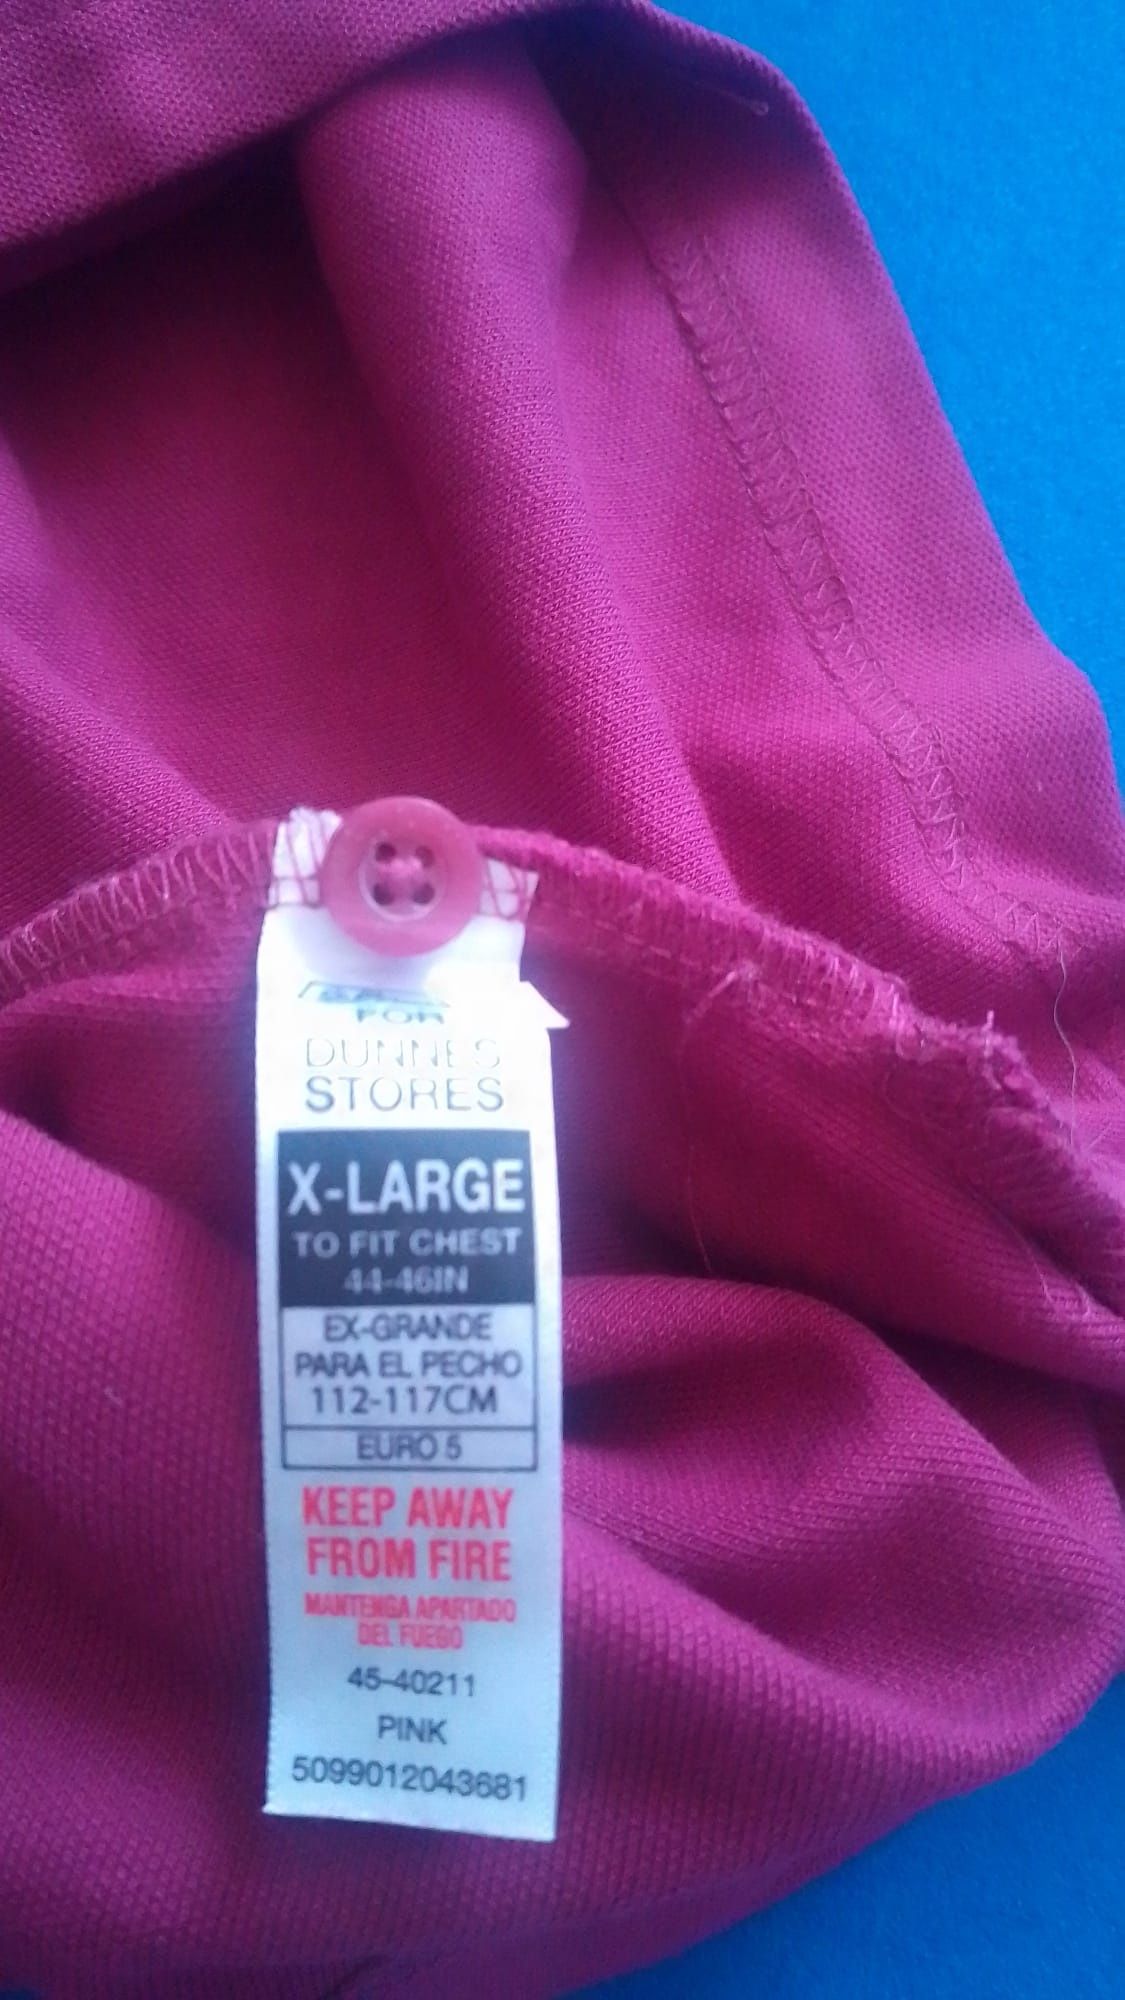 FOR
DUNNES
STORES
X-LARGE
TO FIT CHEST
44-46IN
EX-GRANDE
PARA EL PECHO
112-117CM
EURO 5
KEEP AWAY
FROM FIRE
MANTENGA APARTADO
DEL FUEGO
45-40211
PINK
5099012043681